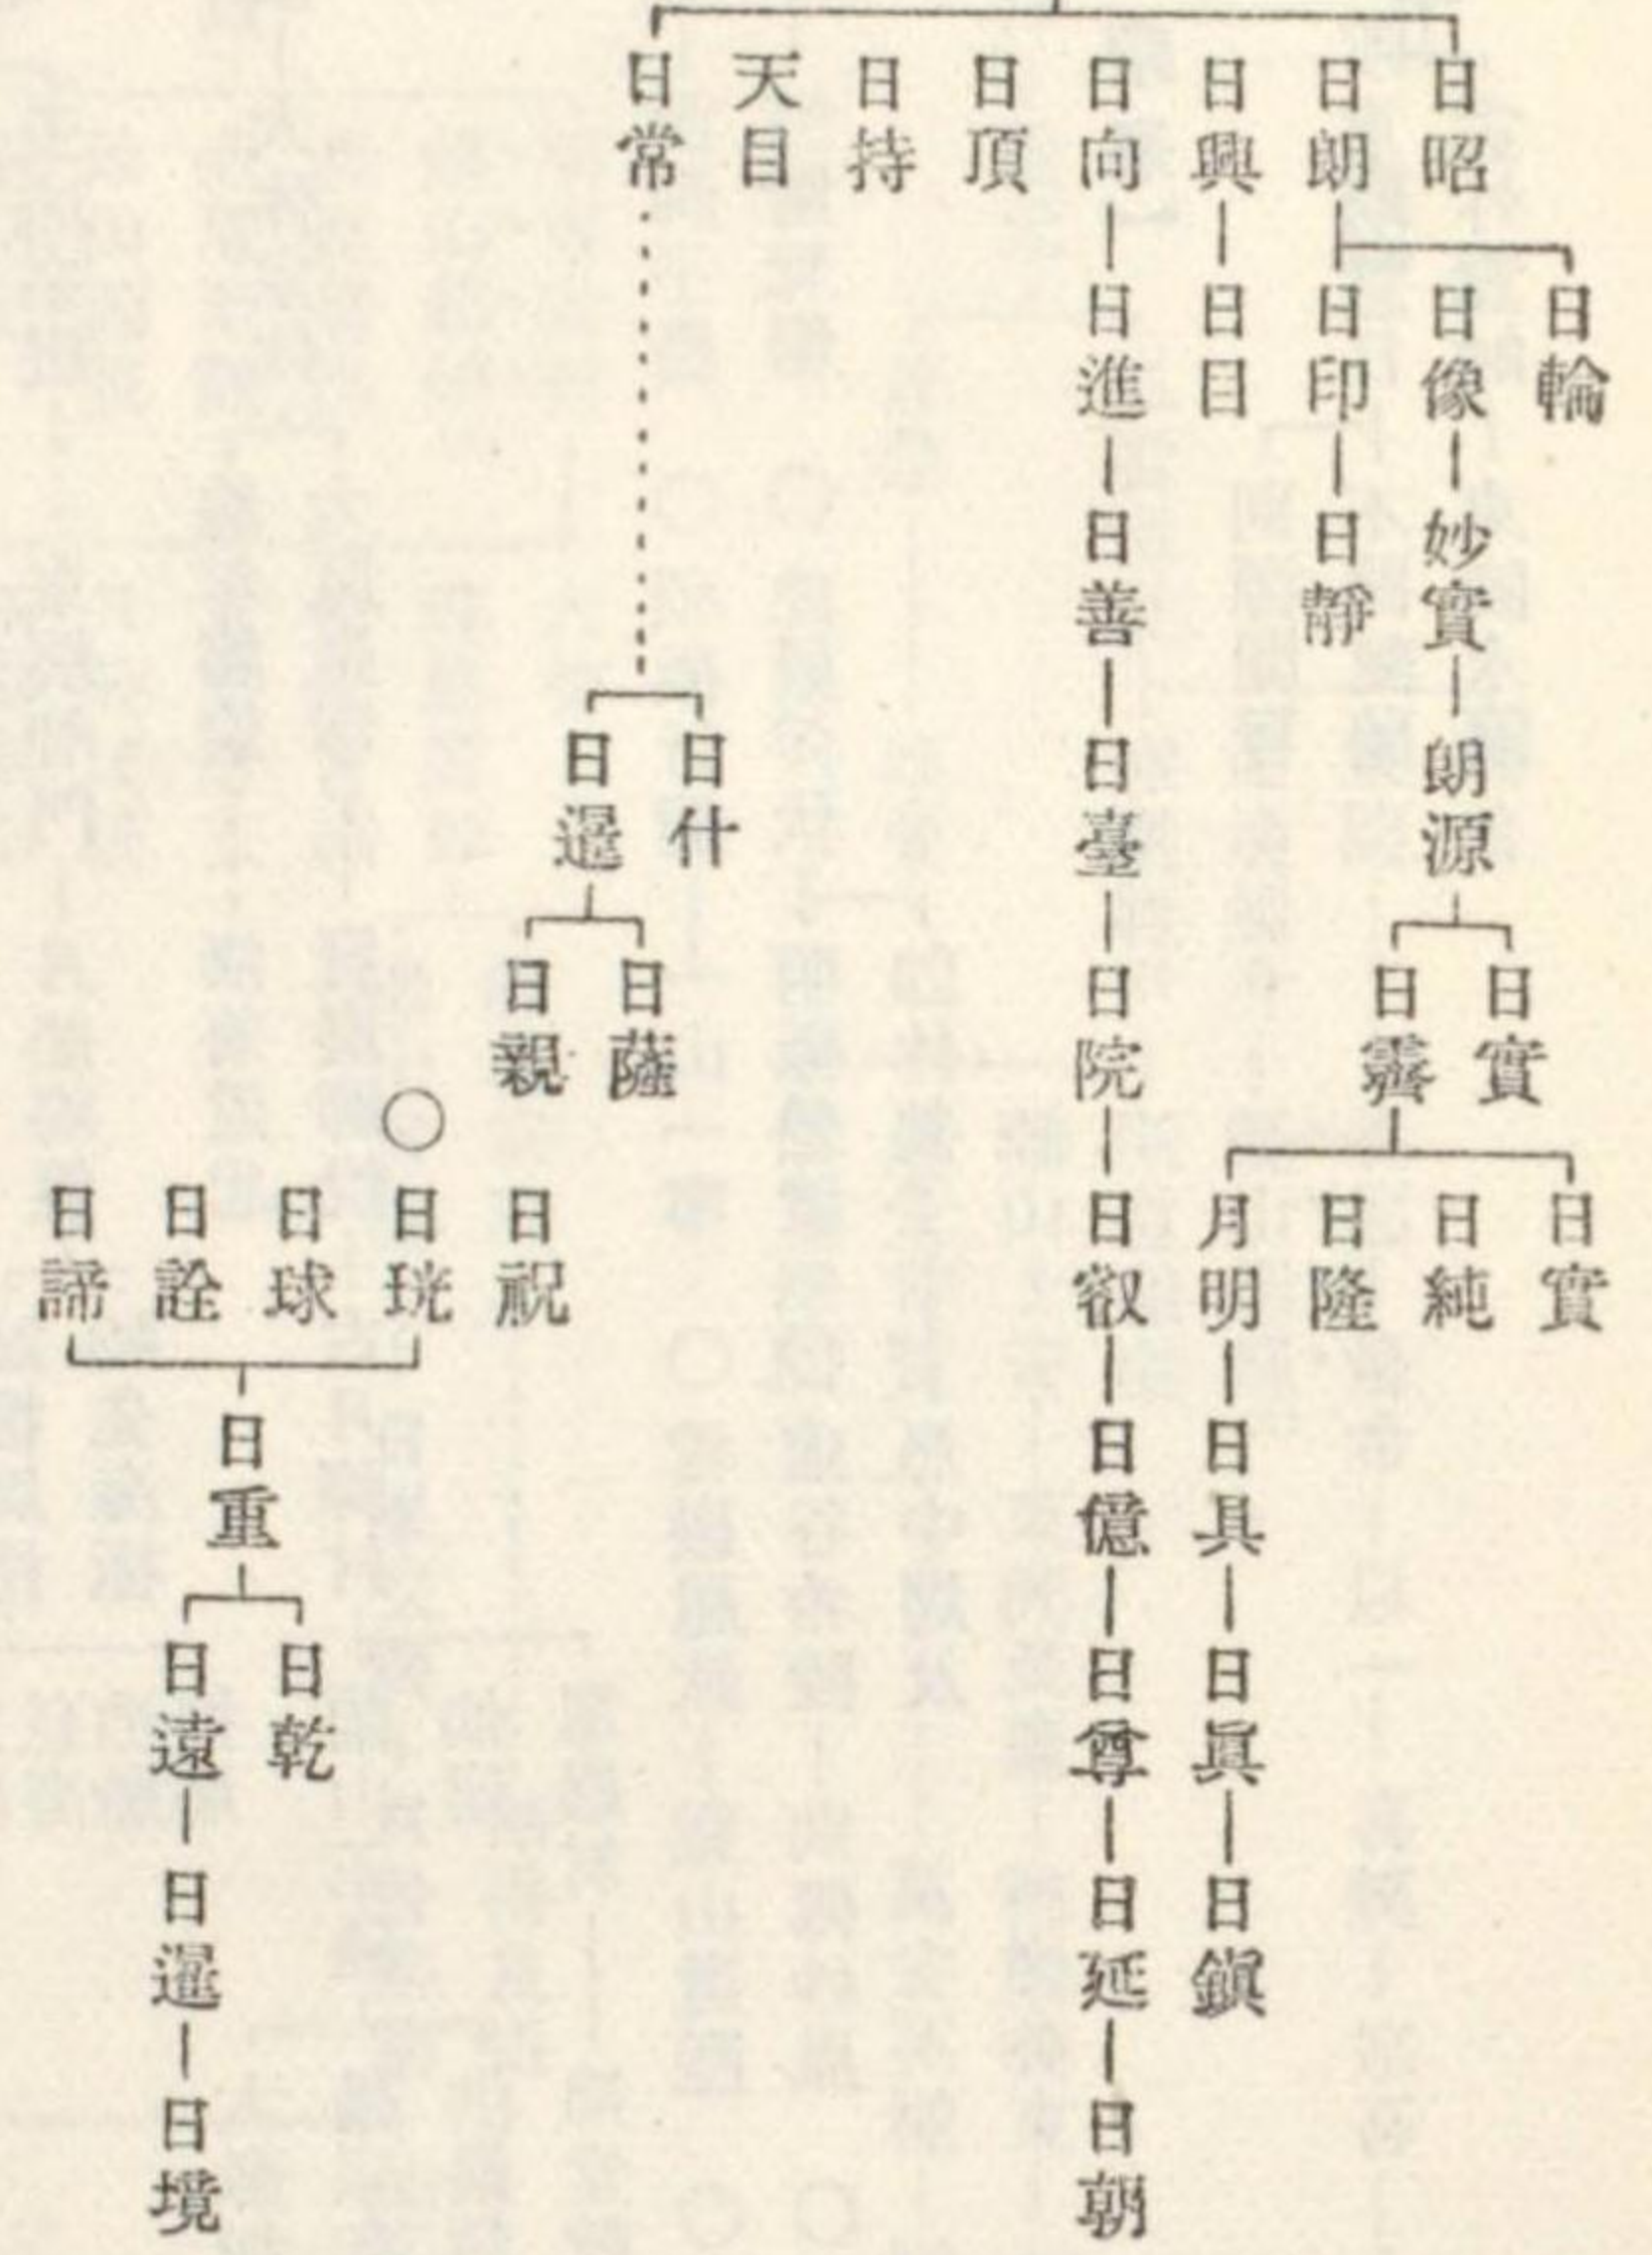 日昭
日朗
日興
日向
日頂
日持
天目
日常
日輪
日像―妙實―朗源
日印―日靜
日目
日進―日善―日臺―日院―日叡―日億―日尊―日延―日朝
日實
日霽
日實
日純
日隆
月明―日具―日眞―日鎭
日什
日暹
日薩
日親
○
日祝
日珖
日球
日詮
日諦
日重
日乾
日遠―日暹―日境